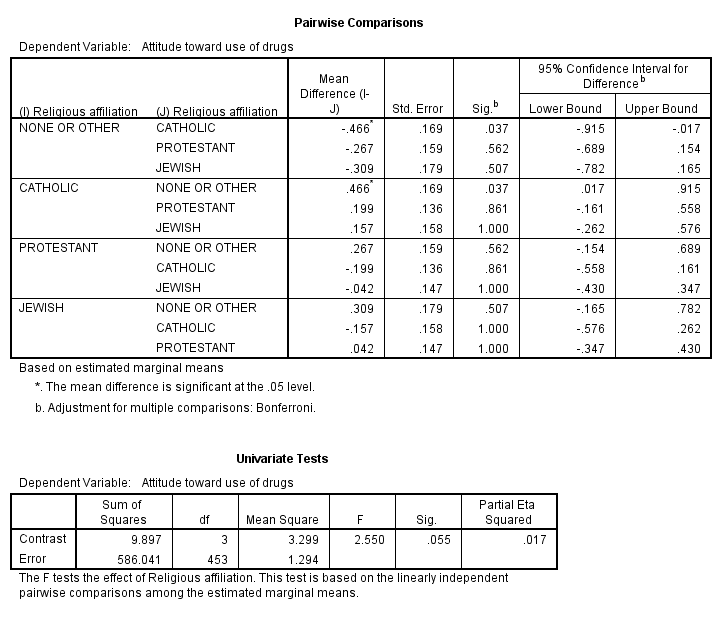 Pairwise Comparisons
Dependent Variable: Attitude toward use of drugs
95% Confidence Interval for
Differenceb
Mean
Difference (I-
J)
(I) Religious affiliation (J) Religious affiliation Std. Error Sig.b Lower Bound Upper Bound
NONE OR OTHER CATHOLIC -.466* .169 .037 -.915 -.017
PROTESTANT -.267 .159 .562 -.689 .154
JEWISH -.309 .179 .507 -.782 .165
CATHOLIC NONE OR OTHER .466* .169 .037 .017 .915
PROTESTANT .199 .136 .861 -.161 .558
JEWISH .157 .158 1.000 -.262 .576
PROTESTANT NONE OR OTHER .267 .159 .562 -.154 .689
CATHOLIC -.199 .136 .861 -.558 .161
JEWISH -.042 .147 1.000 -.430 .347
JEWISH NONE OR OTHER .309 .179 .507 -.165 .782
CATHOLIC -.157 .158 1.000 -.576 .262
PROTESTANT .042 .147 1.000 -.347 .430
Based on estimated marginal means
*. The mean difference is significant at the .05 level.
b. Adjustment for multiple comparisons: Bonferroni.
Univariate Tests
Dependent Variable: Attitude toward use of drugs
Sum of
Squares df Mean Square F Sig. Partial Eta
Squared
Contrast 9.897 3 3.299 2.550 .055 .017
Error 586.041 453 1.294
The F tests the effect of Religious affiliation. This test is based on the linearly independent
pairwise comparisons among the estimated marginal means.